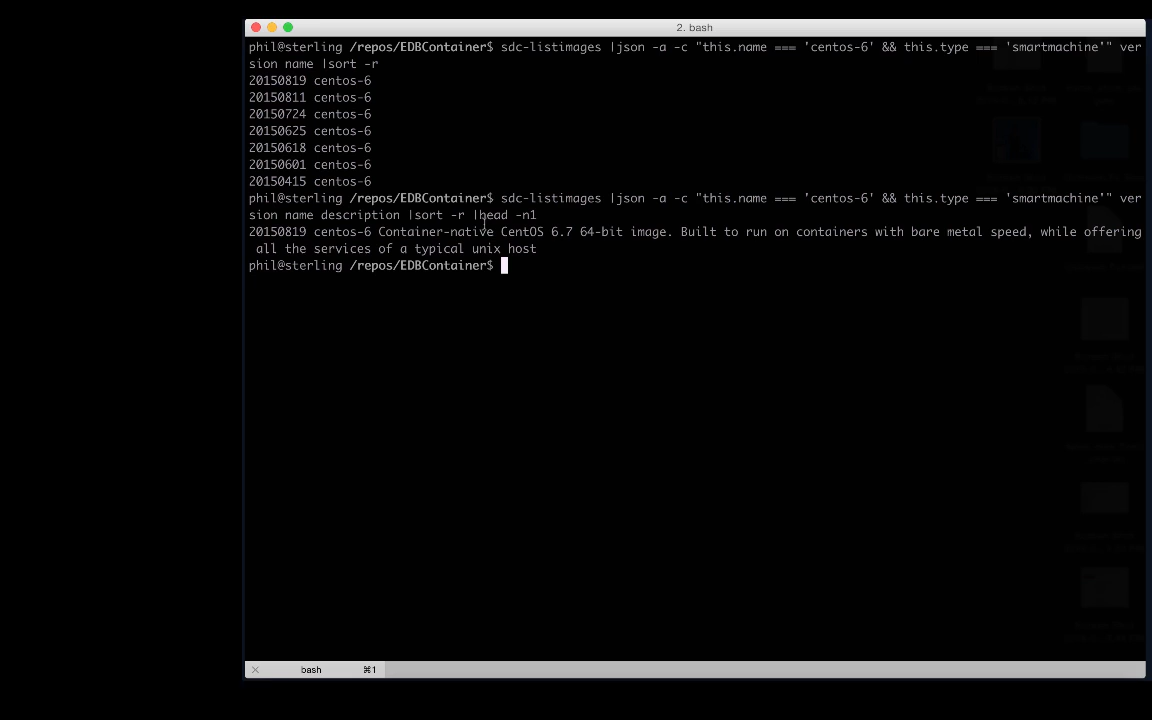 2. bash
phil@sterling /repos/EDBContainer$ sdc-listimages |json -a -c "this.name === 'centos-6' && this.type === 'smartmachine'" ver
sion name |sort -r
20150819 centos-6
20150811 centos-6
20150724 centos-6
20150625 centos-6
20150618 centos-6
20150601 centos-6
20150415 centos-6
phil@sterling /repos/EDBContainer$ sdc-listimages |json -a -c "this.name === 'centos-6' && this.type === 'smartmachine'" ver
sion name description |sort -r |head -n1
20150819 centos-6 Container-native CentOS 6.7 64-bit image. Built to run on containers with bare metal speed, while offering
all the services of a typical unix host
phil@sterling /repos/EDBContainer$
bash ⌘1